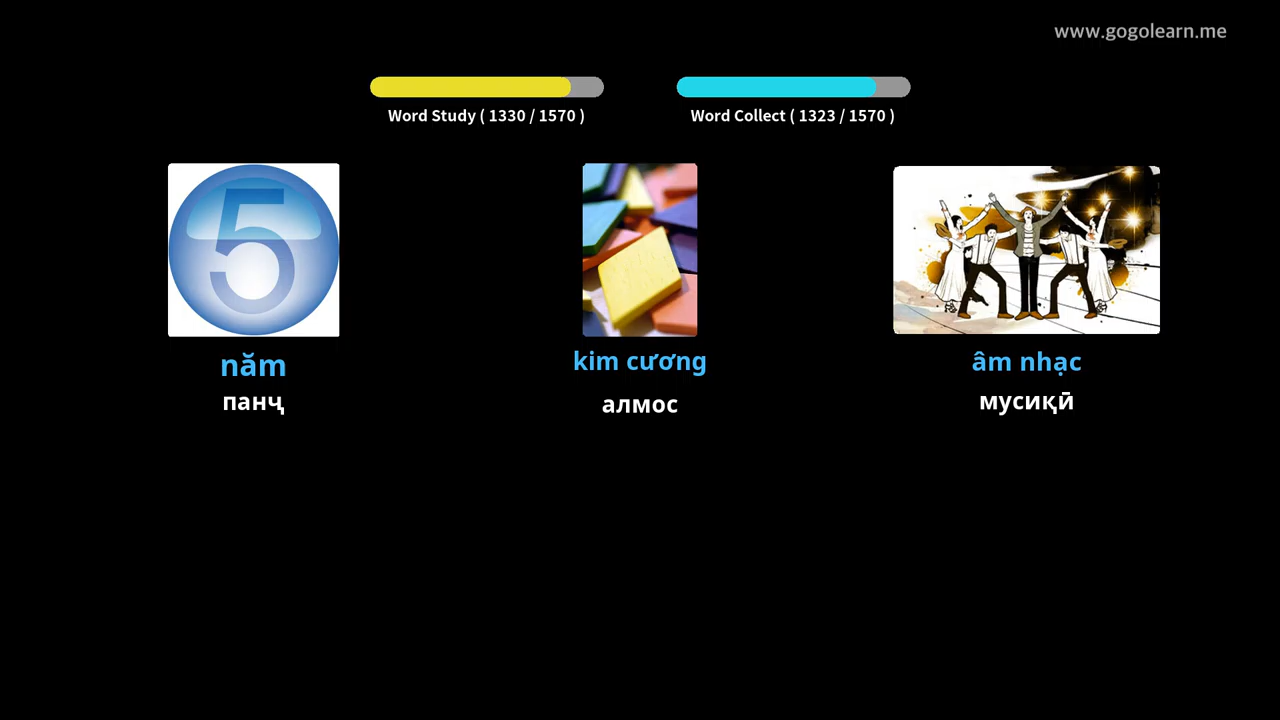 www.gogolearn.me
Word Study ( 1330 / 1570 )
Word Collect ( 1323 / 1570 )
5
năm
kim cương
âm nhạc
панҷ
алмос
мусиқӣ